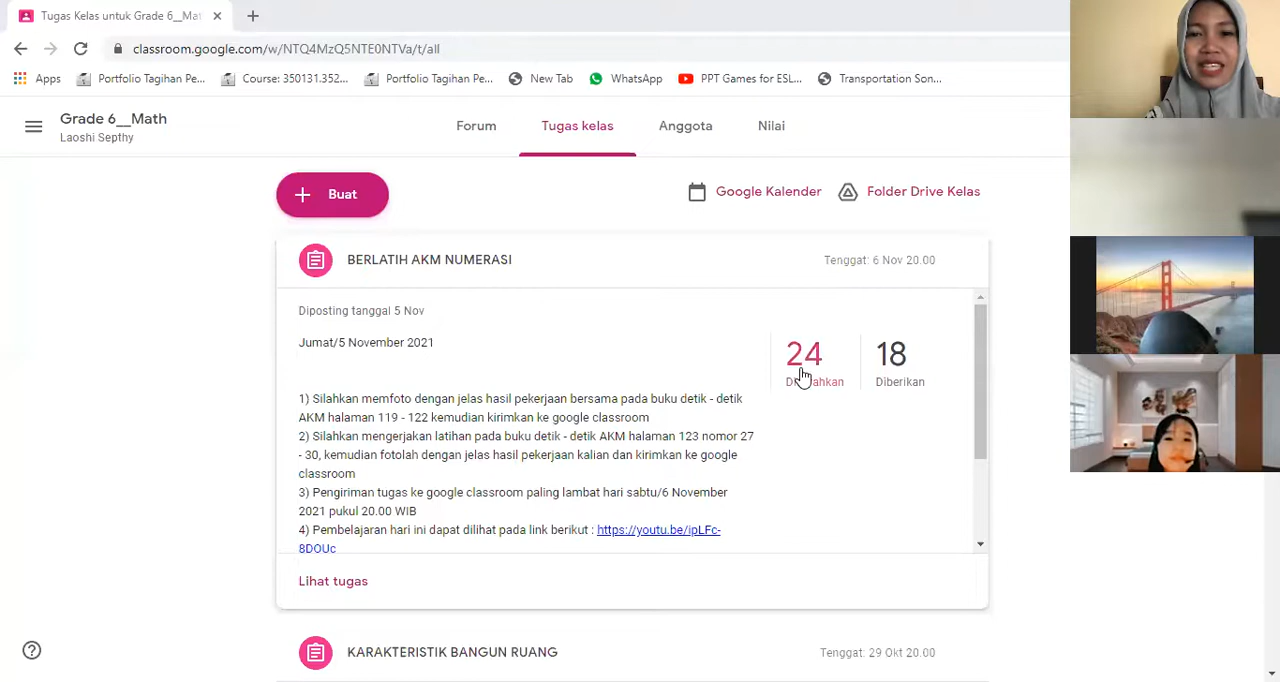 Tugas Kelas untuk Grade 6__Mat
classroom.google.com/w/NTQ4MzQ5NTE0NTVa/t/all
Apps Portfolio Tagihan Pe... Course: 350131.352... Portfolio Tagihan Pe... New Tab WhatsApp PPT Games for ESL... Transportation Son...
Grade 6__Math
Laoshi Septhy
Forum Tugas kelas Anggota Nilai
Buat
Google Kalender Folder Drive Kelas
BERLATIH AKM NUMERASI Tenggat: 6 Nov 20.00
Diposting tanggal 5 Nov
Jumat/5 November 2021
24 18
Diberikan
1) Silahkan memfoto dengan jelas hasil pekerjaan bersama pada buku detik - detik
AKM halaman 119 - 122 kemudian kirimkan ke google classroom
2) Silahkan mengerjakan latihan pada buku detik - detik AKM halaman 123 nomor 27
- 30, kemudian fotolah dengan jelas hasil pekerjaan kalian dan kirimkan ke google
classroom
3) Pengiriman tugas ke google classroom paling lambat hari sabtu/6 November
2021 pukul 20.00 WIB
4) Pembelajaran hari ini dapat dilihat pada link berikut : https://youtu.be/ipLFc-
8DOUc
Lihat tugas
KARAKTERISTIK BANGUN RUANG Tenggat: 29 Okt 20.00